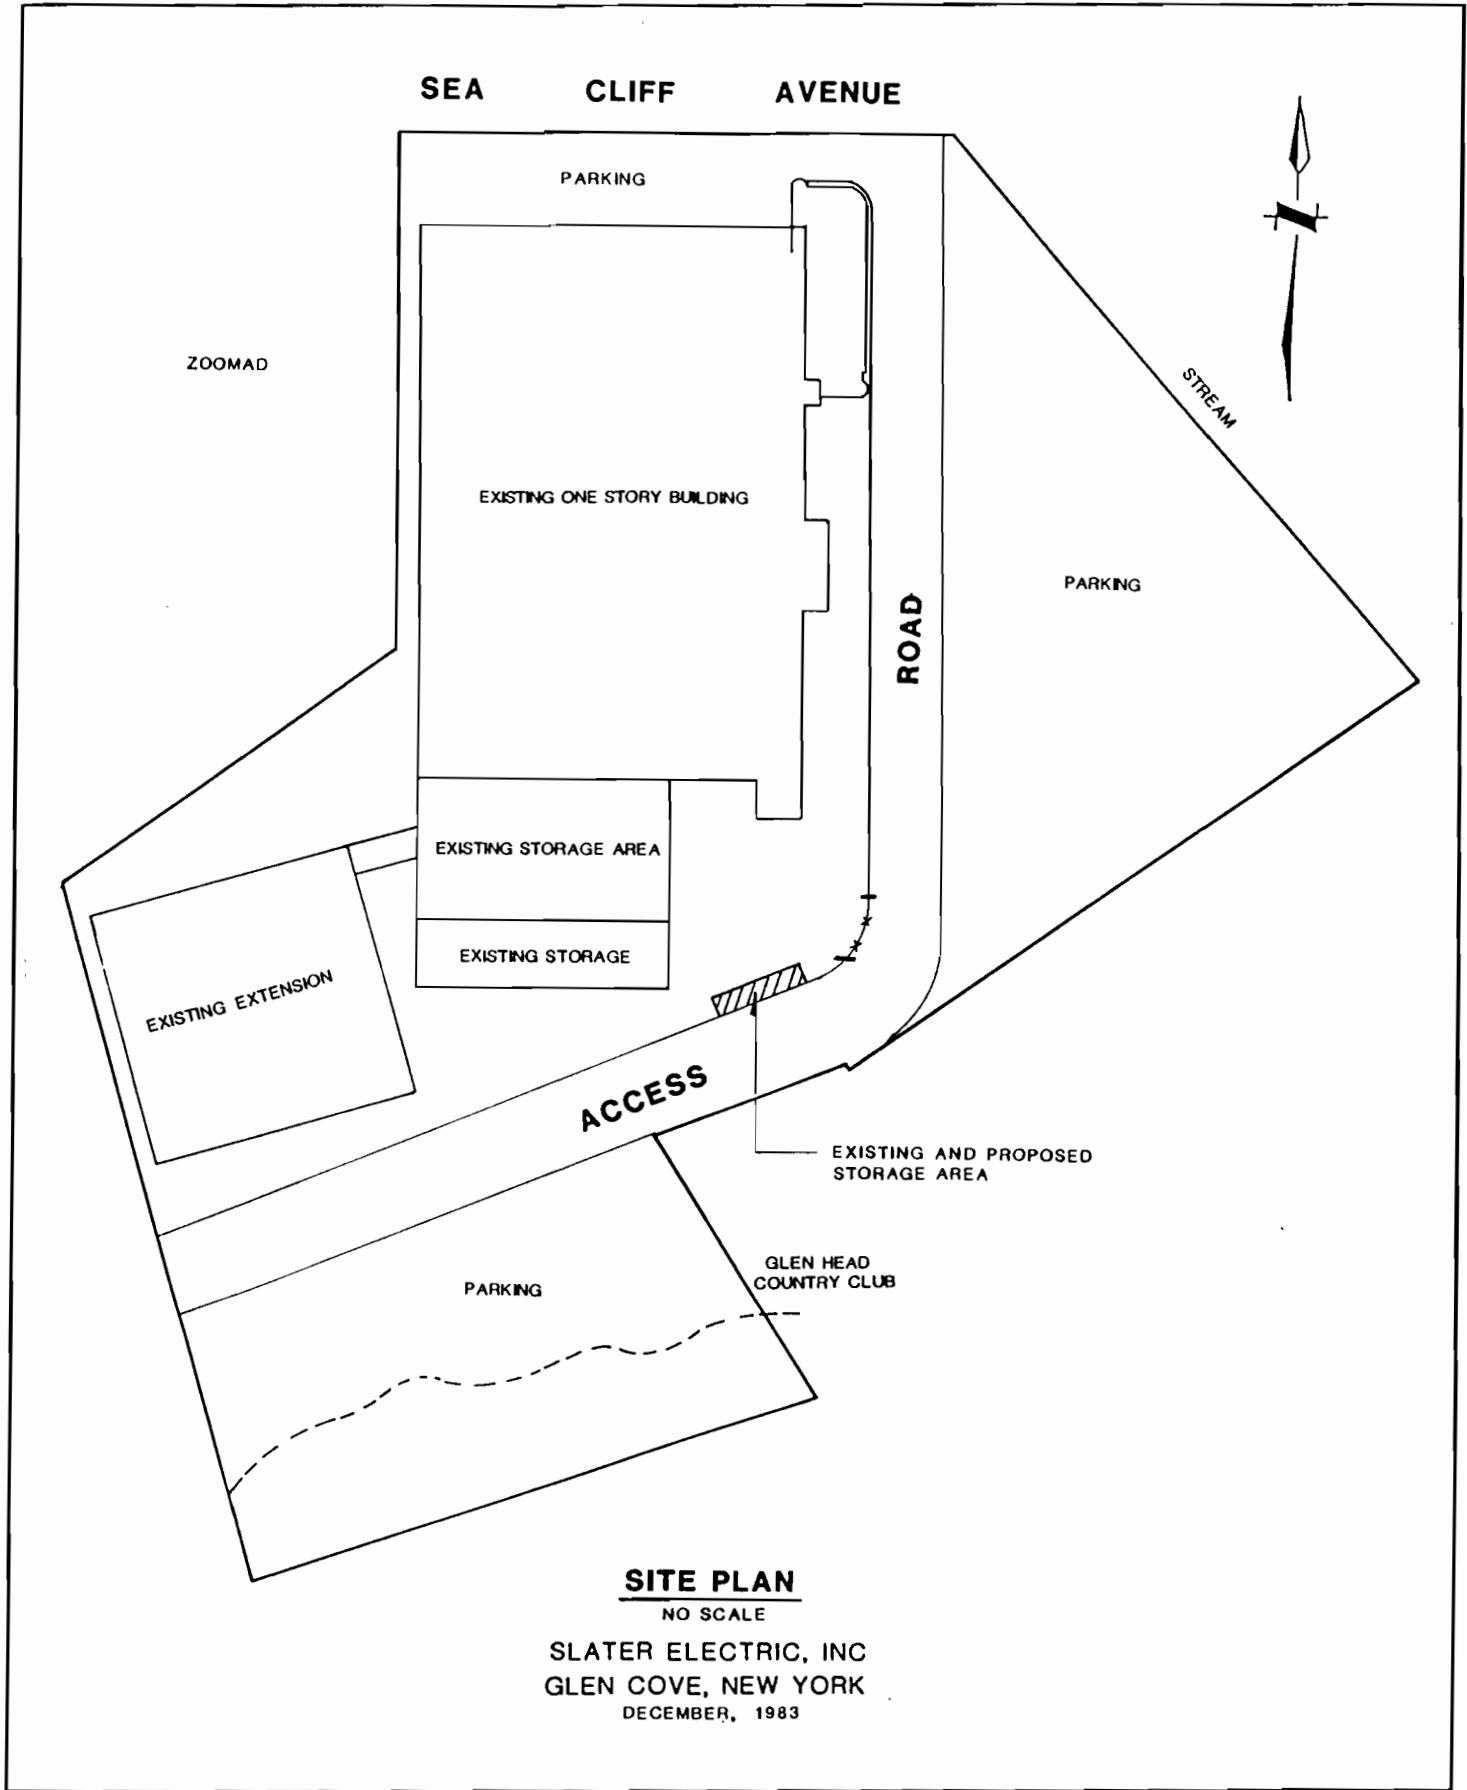 SEA CLIFF AVENUE
PARKING
ZOOMAD
STREAM
EXISTING ONE STORY BUILDING
PARKING
ROAD
EXISTING STORAGE AREA
EXISTING STORAGE
EXISTING EXTENSION
ACCESS
EXISTING AND PROPOSED
STORAGE AREA
GLEN HEAD
COUNTRY CLUB
PARKING
SITE PLAN
NO SCALE
SLATER ELECTRIC, INC
GLEN COVE, NEW YORK
DECEMBER, 1983